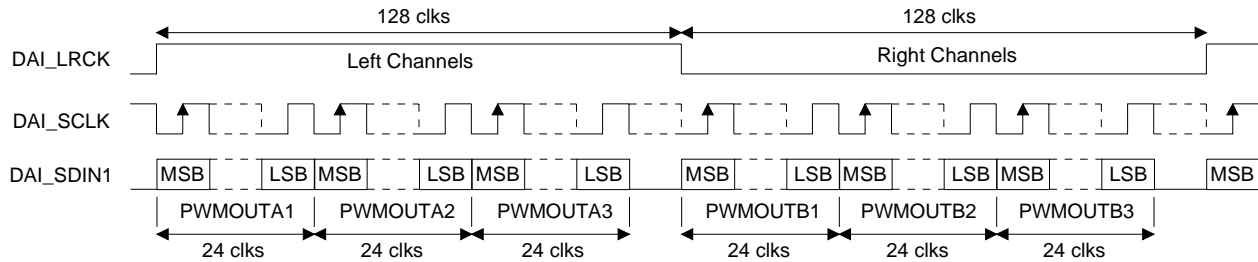 128 clks 128 clks
DAI_LRCK Left Channels Right Channels
DAI_SCLK
DAI_SDIN1 MSB LSB MSB LSB MSB LSB MSB LSB MSB LSB MSB LSB MSB
PWMOUTA1 PWMOUTA2 PWMOUTA3 PWMOUTB1 PWMOUTB2 PWMOUTB3
24 clks 24 clks 24 clks 24 clks 24 clks 24 clks